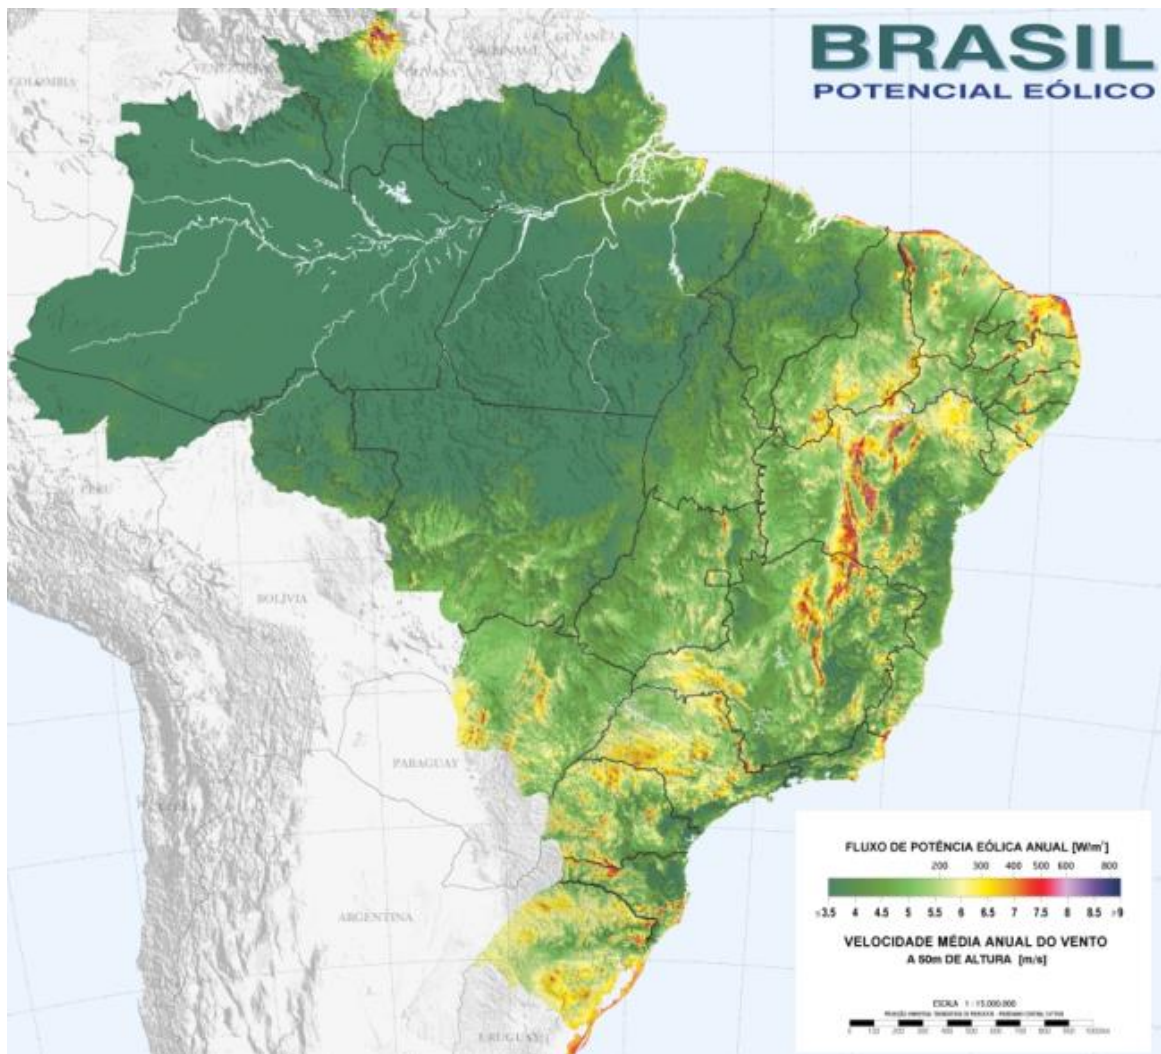 BRASIL
POTENCIAL EÓLICO
COLOMBIA
GUYANA
PERU
BOLÍVIA
PARAGUAY
ARGENTINA
URUGUAY
FLUXO DE POTÊNCIA EÓLICA ANUAL [W/m²]
200 300 400 500 600 800
≤3.5 4 4.5 5 5.5 6 6.5 7 7.5 8 8.5 >9
VELOCIDADE MÉDIA ANUAL DO VENTO
A 50m DE ALTURA [m/s]
ESCALA 1 : 15.000.000